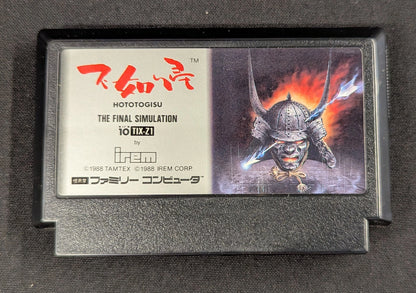 不如帰 ™
HOTOTOGISU
THE FINAL SIMULATION
TIX-Z1
by
irem
©1988 TAMTEX ©1988 IREM CORP
ファミリー コンピュータ